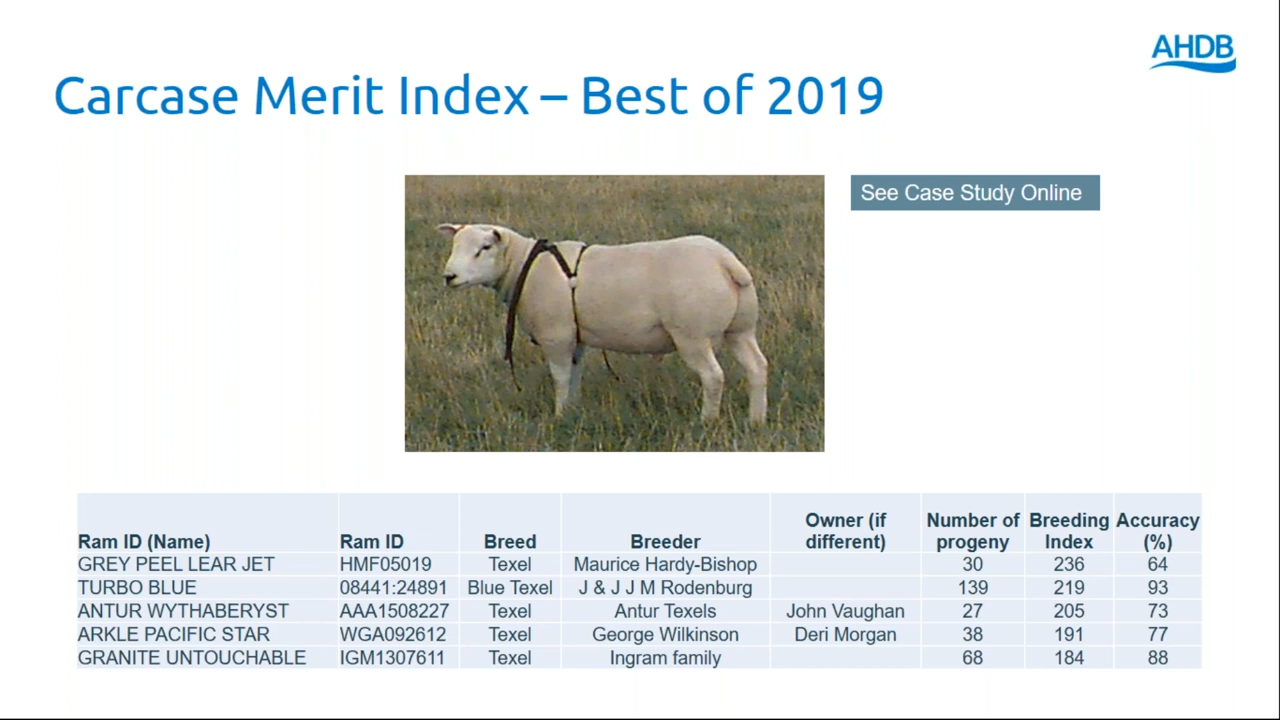 AHDB
Carcase Merit Index – Best of 2019
See Case Study Online
Ram ID (Name) Ram ID Breed Breeder Owner (if different) Number of progeny Breeding Index Accuracy (%)
GREY PEEL LEAR JET HMF05019 Texel Maurice Hardy-Bishop 30 236 64
TURBO BLUE 08441:24891 Blue Texel J & J J M Rodenburg 139 219 93
ANTUR WYTHABERYST AAA1508227 Texel Antur Texels John Vaughan 27 205 73
ARKLE PACIFIC STAR WGA092612 Texel George Wilkinson Deri Morgan 38 191 77
GRANITE UNTOUCHABLE IGM1307611 Texel Ingram family 68 184 88